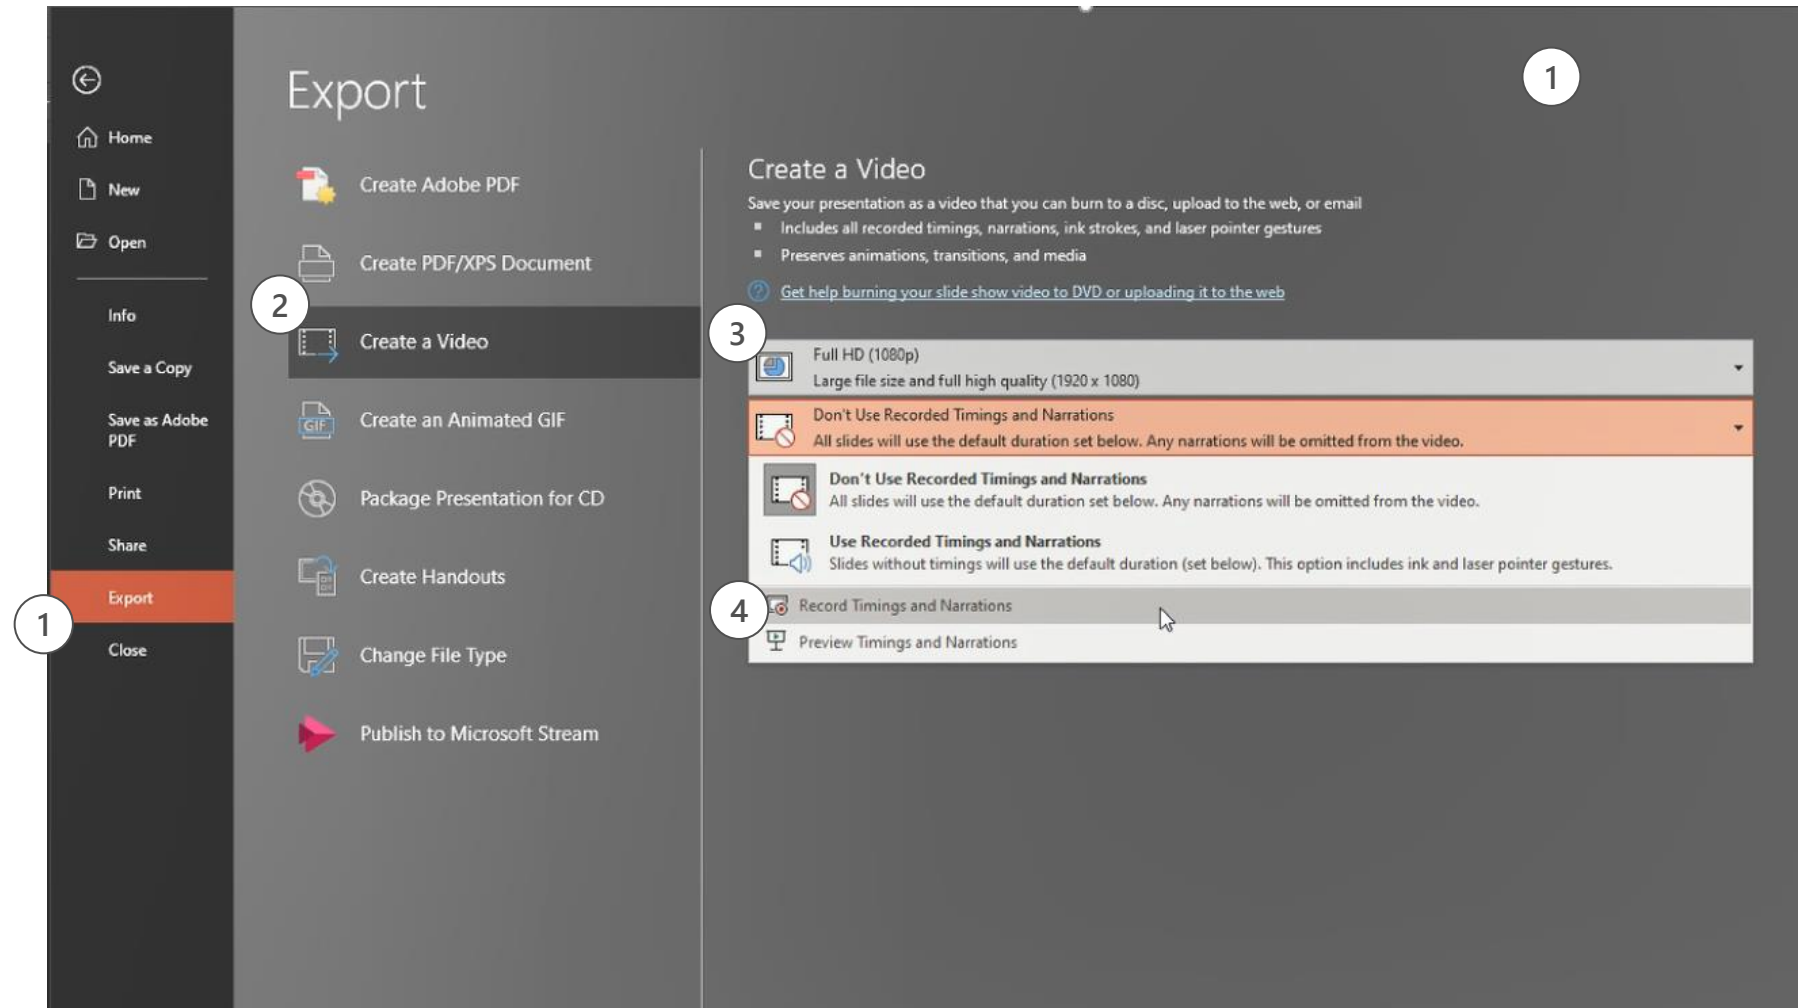 Export
1
Home
New
Open
Info
Save a Copy
Save as Adobe
PDF
Print
Share
Export
1
Close
Create Adobe PDF
Create PDF/XPS Document
2
Create a Video
Create an Animated GIF
GIF
Package Presentation for CD
Create Handouts
Change File Type
Publish to Microsoft Stream
Create a Video
Save your presentation as a video that you can burn to a disc, upload to the web, or email
Includes all recorded timings, narrations, ink strokes, and laser pointer gestures
Preserves animations, transitions, and media
? Get help burning your slide show video to DVD or uploading it to the web
3
Full HD (1080p)
Large file size and full high quality (1920 x 1080)
Don't Use Recorded Timings and Narrations
All slides will use the default duration set below. Any narrations will be omitted from the video.
Don't Use Recorded Timings and Narrations
All slides will use the default duration set below. Any narrations will be omitted from the video.
Use Recorded Timings and Narrations
Slides without timings will use the default duration (set below). This option includes ink and laser pointer gestures.
4
Record Timings and Narrations
Preview Timings and Narrations